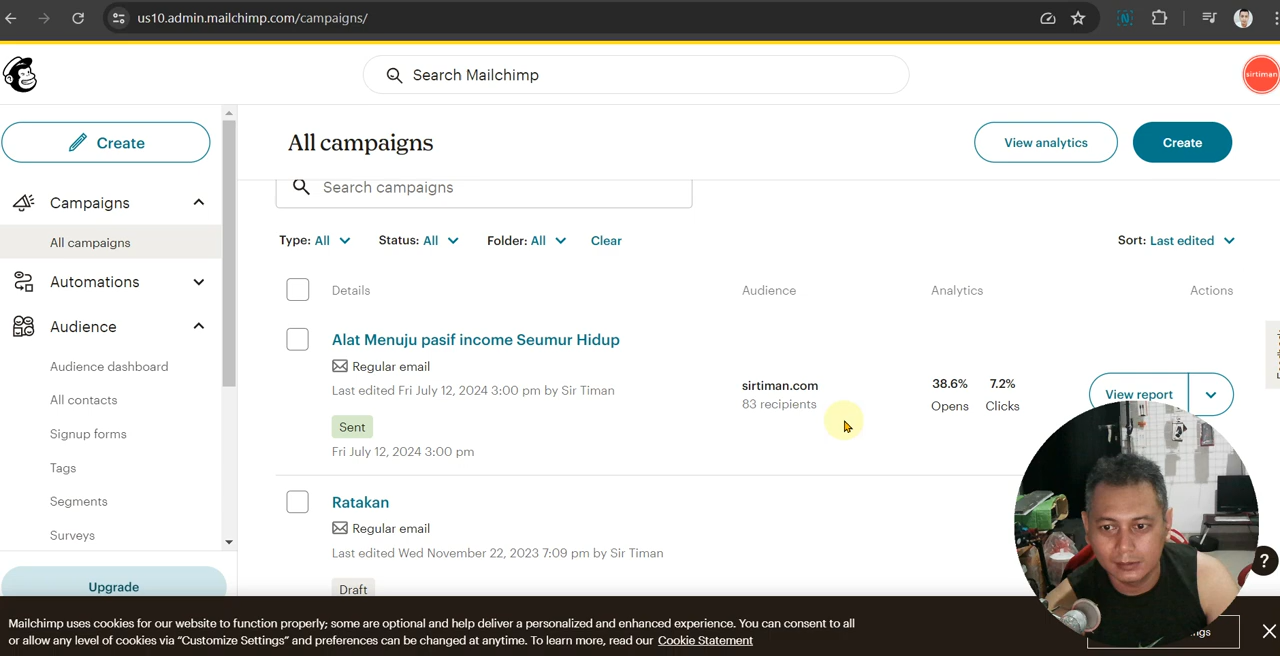 us10.admin.mailchimp.com/campaigns/
Search Mailchimp
sirtiman
Create
All campaigns
View analytics
Create
Campaigns
All campaigns
Automations
Audience
Audience dashboard
All contacts
Signup forms
Tags
Segments
Surveys
Upgrade
Search campaigns
Type: All Status: All Folder: All Clear Sort: Last edited
Details Audience Analytics Actions
Alat Menuju pasif income Seumur Hidup
Regular email
Last edited Fri July 12, 2024 3:00 pm by Sir Timan
Sent
Fri July 12, 2024 3:00 pm
sirtiman.com
83 recipients
38.6% 7.2%
Opens Clicks
View report
Ratakan
Regular email
Last edited Wed November 22, 2023 7:09 pm by Sir Timan
Draft
?
Mailchimp uses cookies for our website to function properly; some are optional and help deliver a personalized and enhanced experience. You can consent to all
or allow any level of cookies via “Customize Settings” and preferences can be changed at anytime. To learn more, read our Cookie Statement